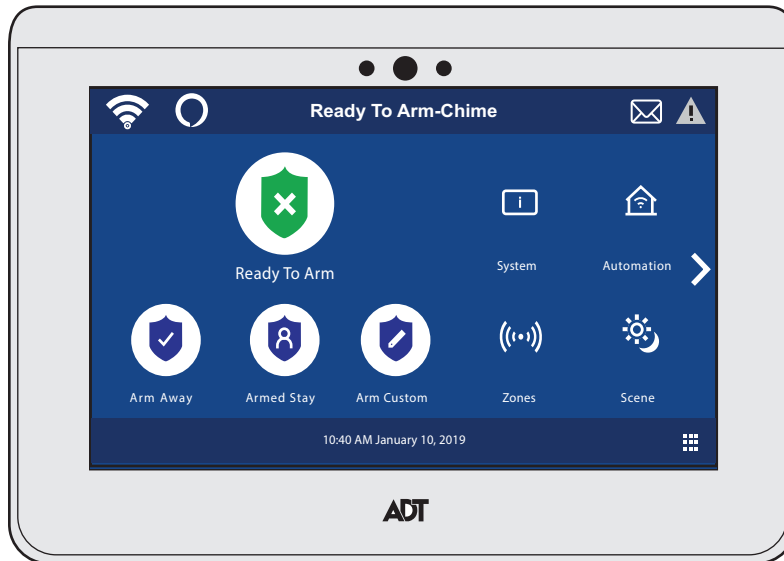 Ready To Arm-Chime
Ready To Arm
System
Automation
Arm Away
Armed Stay
Arm Custom
Zones
Scene
10:40 AM January 10, 2019
ADT